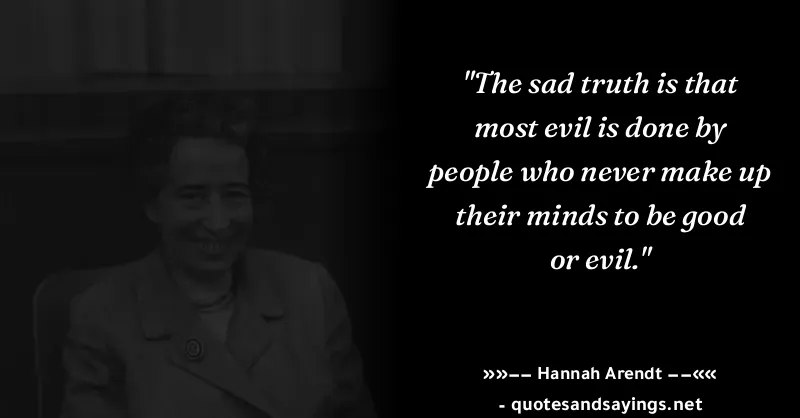 "The sad truth is that
most evil is done by
people who never make up
their minds to be good
or evil."
»»–– Hannah Arendt ––««
- quotesandsayings.net